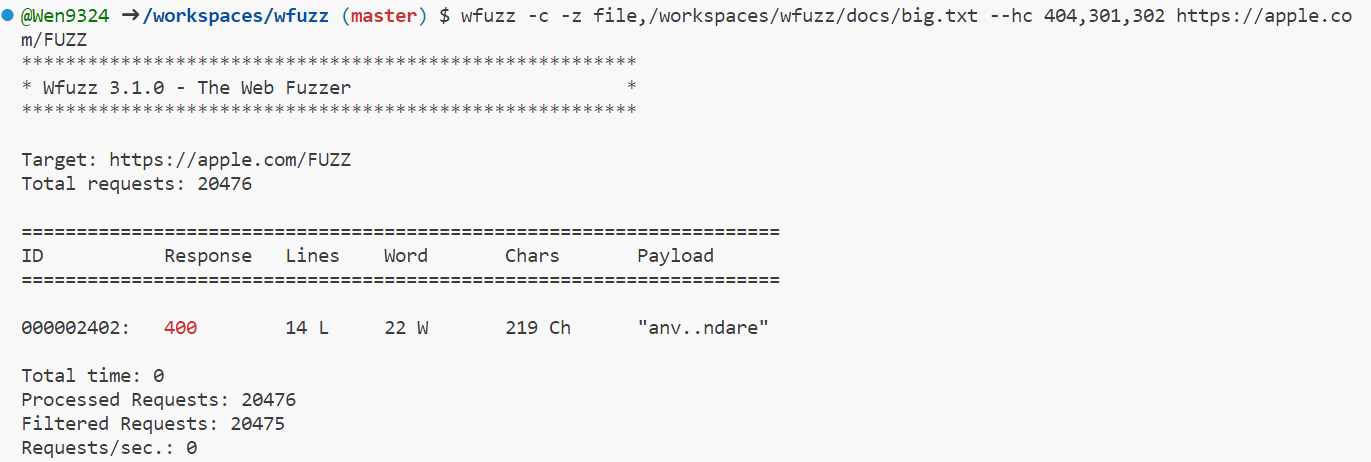 @Wen9324 ➜/workspaces/wfuzz (master) $ wfuzz -c -z file,/workspaces/wfuzz/docs/big.txt --hc 404,301,302 https://apple.co
m/FUZZ
********************************************************
* Wfuzz 3.1.0 - The Web Fuzzer                         *
********************************************************
Target: https://apple.com/FUZZ
Total requests: 20476
=====================================================================
ID           Response   Lines    Word       Chars       Payload
=====================================================================
000002402:   400        14 L     22 W       219 Ch      "anv..ndare"
Total time: 0
Processed Requests: 20476
Filtered Requests: 20475
Requests/sec.: 0